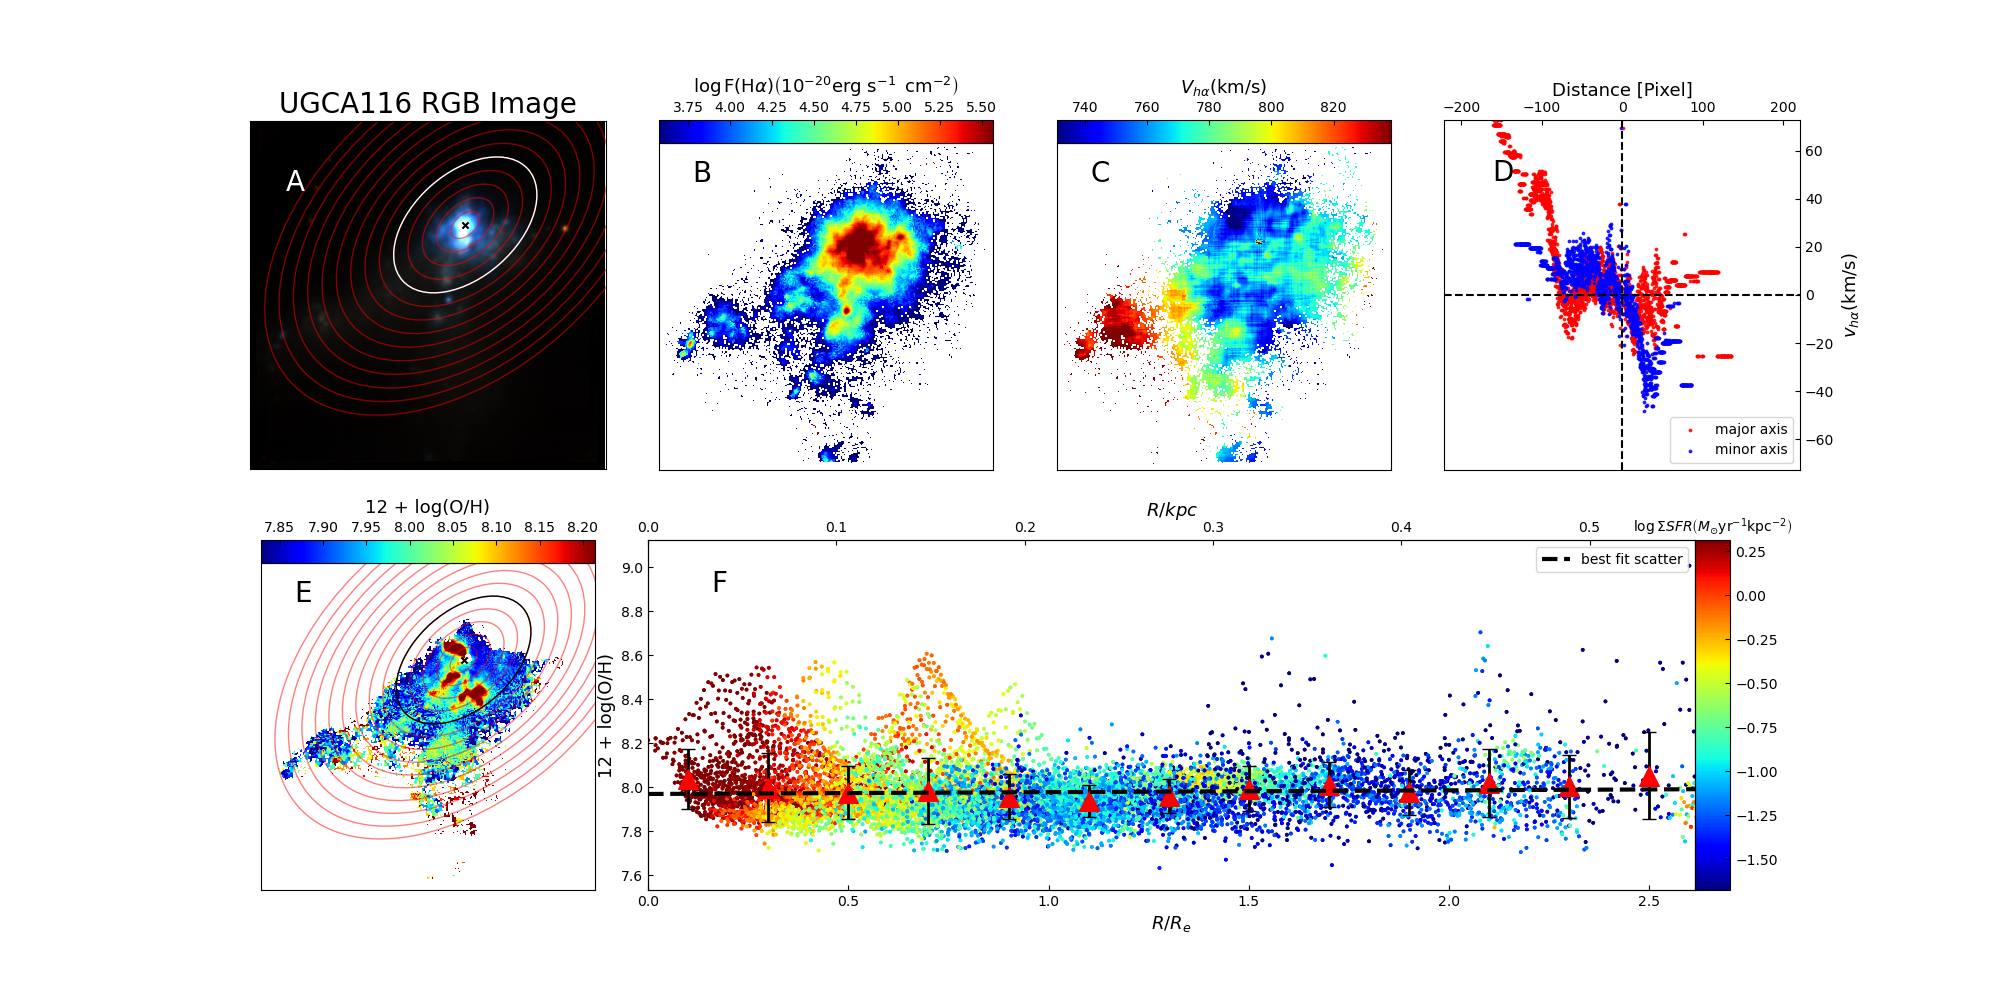 UGCA116 RGB Image
A
log F(Hα)(10⁻²⁰erg s⁻¹ cm⁻²)
3.75 4.00 4.25 4.50 4.75 5.00 5.25 5.50
B
V_hα(km/s)
740 760 780 800 820
C
Distance [Pixel]
−200 −100 0 100 200
D
60
40
20
0
−20
−40
−60
v_hα(km/s)
major axis
minor axis
12 + log(O/H)
7.85 7.90 7.95 8.00 8.05 8.10 8.15 8.20
E
R/kpc
0.0 0.1 0.2 0.3 0.4 0.5
log ΣSFR(M⊙yr⁻¹kpc⁻²)
F
best fit scatter
12 + log(O/H)
9.0
8.8
8.6
8.4
8.2
8.0
7.8
7.6
0.0 0.5 1.0 1.5 2.0 2.5
R/Rₑ
0.25
0.00
−0.25
−0.50
−0.75
−1.00
−1.25
−1.50